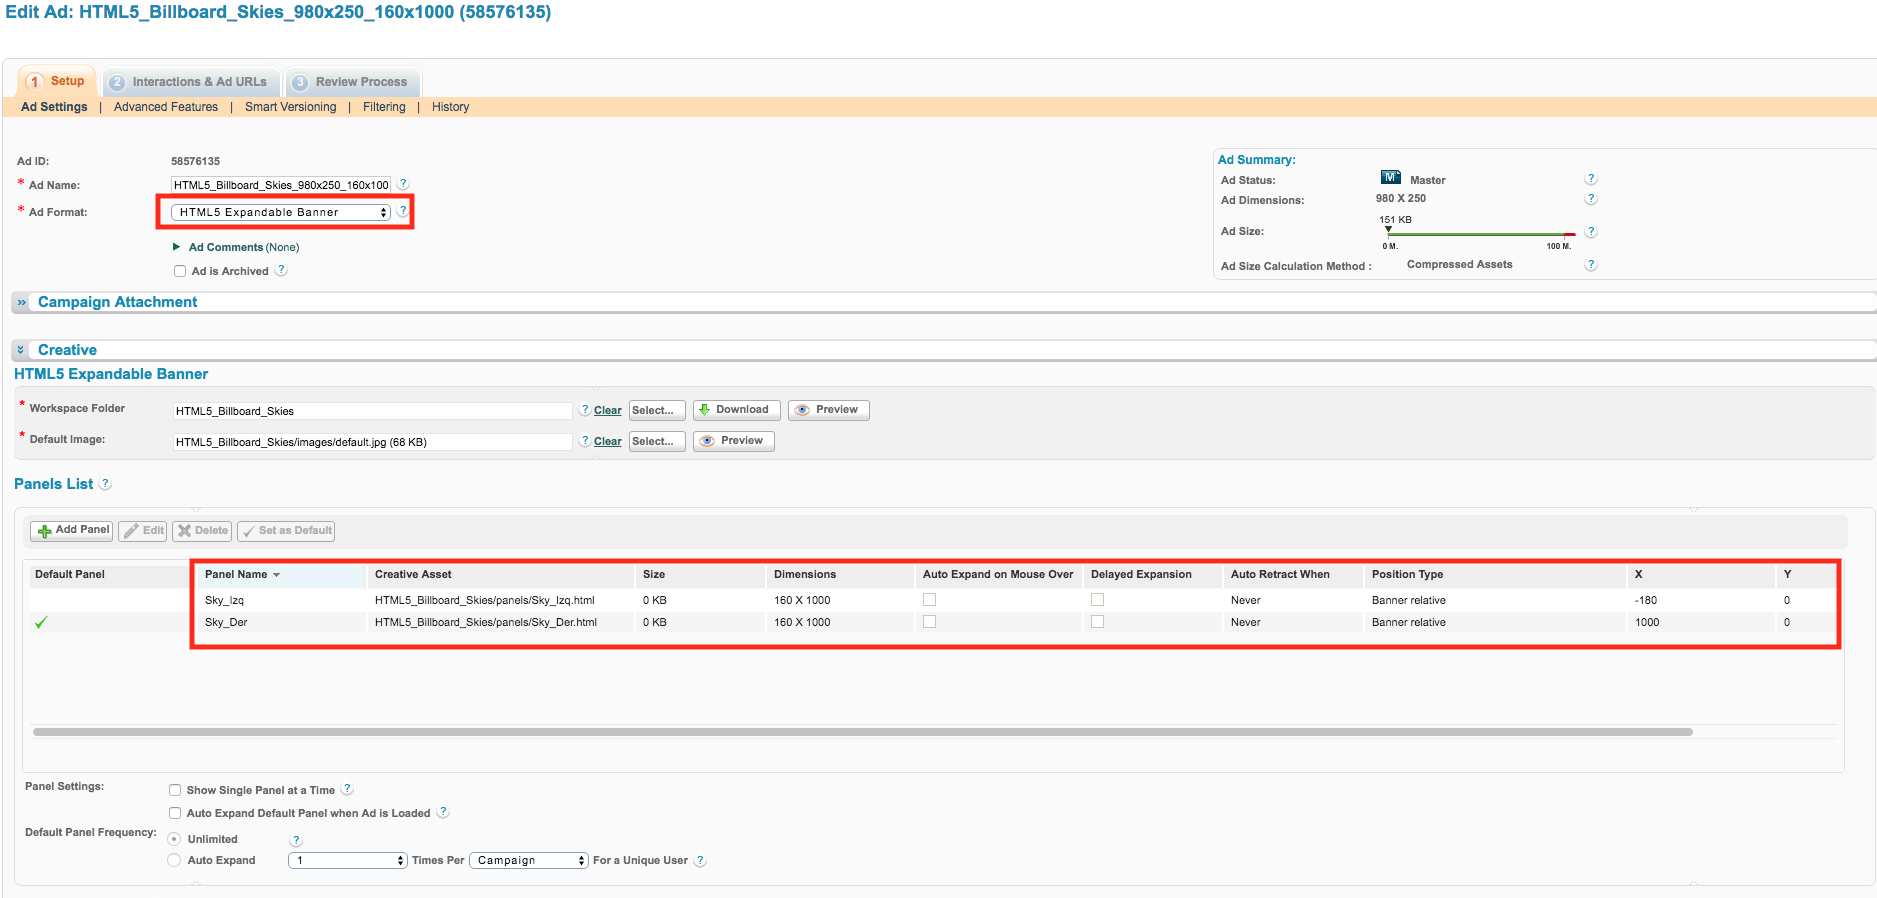 Edit Ad: HTML5_Billboard_Skies_980x250_160x1000 (58576135)
1 Setup 2 Interactions & Ad URLs 3 Review Process
Ad Settings | Advanced Features | Smart Versioning | Filtering | History
Ad ID: 58576135
* Ad Name: HTML5_Billboard_Skies_980x250_160x100 ?
* Ad Format: HTML5 Expandable Banner ?
Ad Comments (None)
Ad is Archived ?
Ad Summary:
Ad Status: M Master ?
Ad Dimensions: 980 X 250 ?
151 KB
Ad Size: ?
0 M. 100 M.
Ad Size Calculation Method : Compressed Assets ?
» Campaign Attachment
Creative
HTML5 Expandable Banner
* Workspace Folder HTML5_Billboard_Skies ? Clear Select... Download Preview
* Default Image: HTML5_Billboard_Skies/images/default.jpg (68 KB) ? Clear Select... Preview
Panels List ?
Add Panel Edit Delete Set as Default
Default Panel Panel Name Creative Asset Size Dimensions Auto Expand on Mouse Over Delayed Expansion Auto Retract When Position Type X Y
Sky_Izq HTML5_Billboard_Skies/panels/Sky_Izq.html 0 KB 160 X 1000 Never Banner relative -180 0
Sky_Der HTML5_Billboard_Skies/panels/Sky_Der.html 0 KB 160 X 1000 Never Banner relative 1000 0
Panel Settings: Show Single Panel at a Time ?
Auto Expand Default Panel when Ad is Loaded ?
Default Panel Frequency: Unlimited ?
Auto Expand 1 Times Per Campaign For a Unique User ?